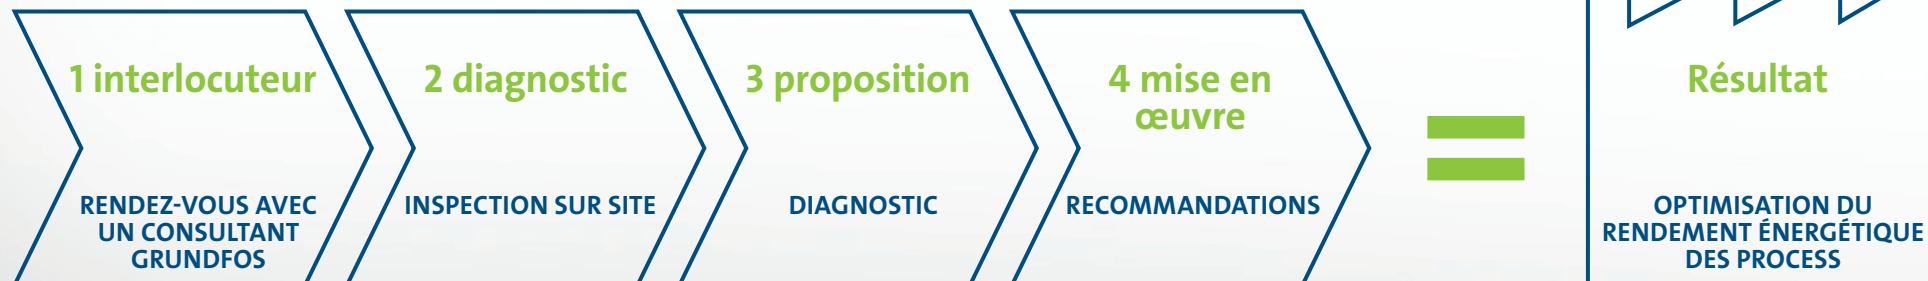 1 interlocuteur
RENDEZ-VOUS AVEC
UN CONSULTANT
GRUNDFOS
2 diagnostic
INSPECTION SUR SITE
3 proposition
DIAGNOSTIC
4 mise en
œuvre
RECOMMANDATIONS
=
Résultat
OPTIMISATION DU
RENDEMENT ÉNERGÉTIQUE
DES PROCESS